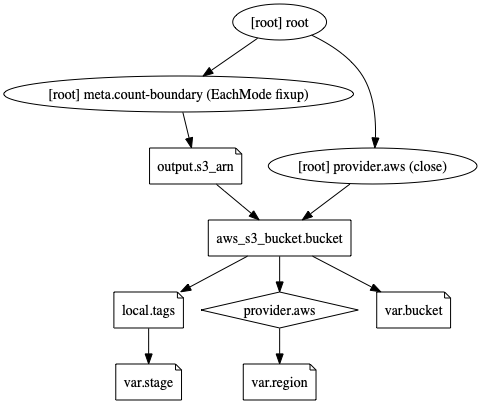 [root] root
[root] meta.count-boundary (EachMode fixup)
output.s3_arn
[root] provider.aws (close)
aws_s3_bucket.bucket
local.tags
provider.aws
var.bucket
var.stage
var.region